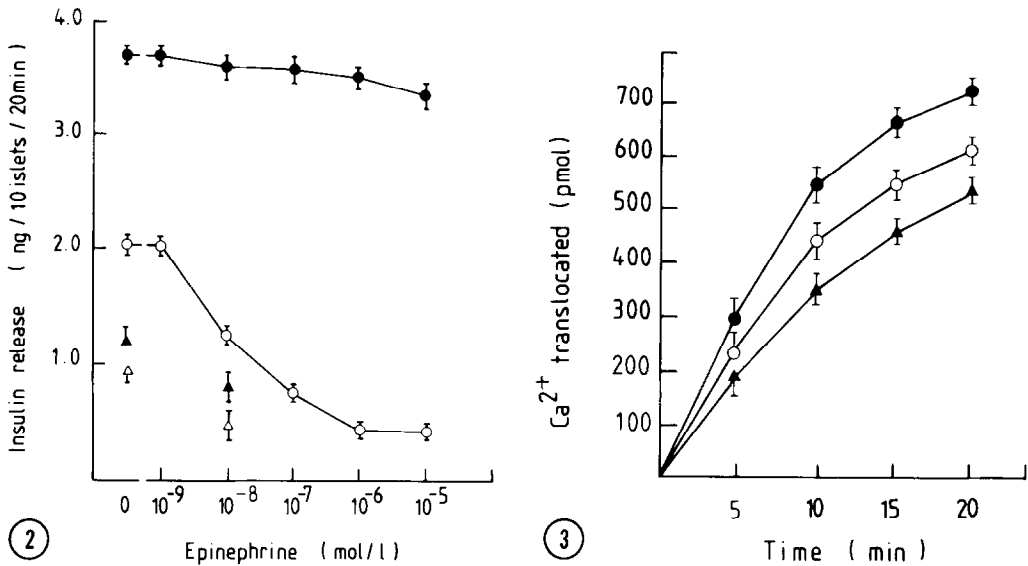 Insulin release ( ng / 10 islets / 20min )
4.0
3.0
2.0
1.0
0 10⁻⁹ 10⁻⁸ 10⁻⁷ 10⁻⁶ 10⁻⁵
2
Epinephrine ( mol/l )
Ca²⁺ translocated (pmol)
700
600
500
400
300
200
100
5 10 15 20
3
Time ( min )